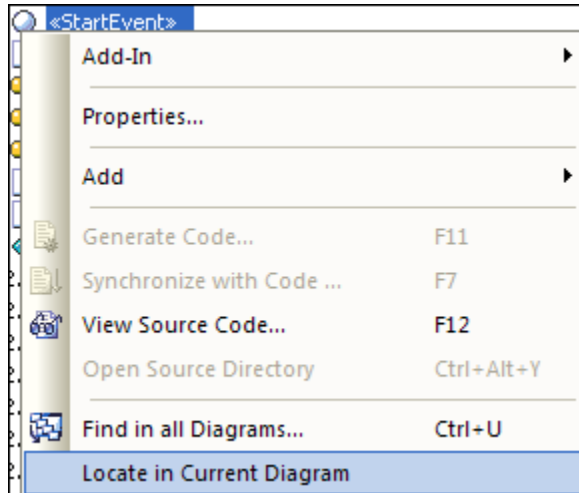 «StartEvent»
Add-In
Properties...
Add
Generate Code... F11
Synchronize with Code ... F7
View Source Code... F12
Open Source Directory Ctrl+Alt+Y
Find in all Diagrams... Ctrl+U
Locate in Current Diagram